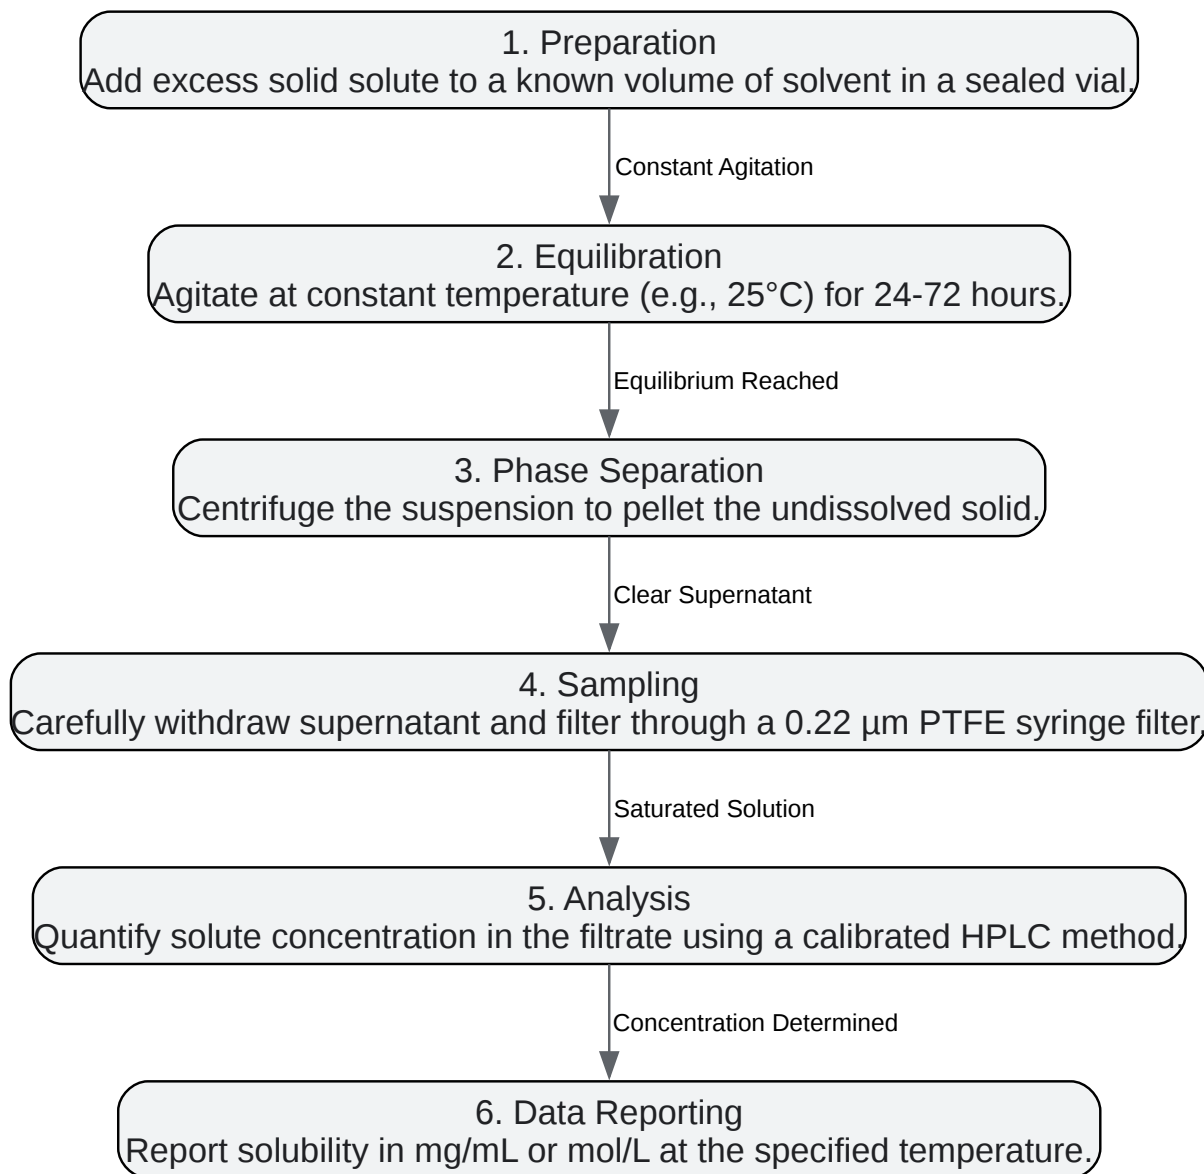 1. Preparation
Add excess solid solute to a known volume of solvent in a sealed vial.
Constant Agitation
2. Equilibration
Agitate at constant temperature (e.g., 25°C) for 24-72 hours.
Equilibrium Reached
3. Phase Separation
Centrifuge the suspension to pellet the undissolved solid.
Clear Supernatant
4. Sampling
Carefully withdraw supernatant and filter through a 0.22 µm PTFE syringe filter.
Saturated Solution
5. Analysis
Quantify solute concentration in the filtrate using a calibrated HPLC method.
Concentration Determined
6. Data Reporting
Report solubility in mg/mL or mol/L at the specified temperature.